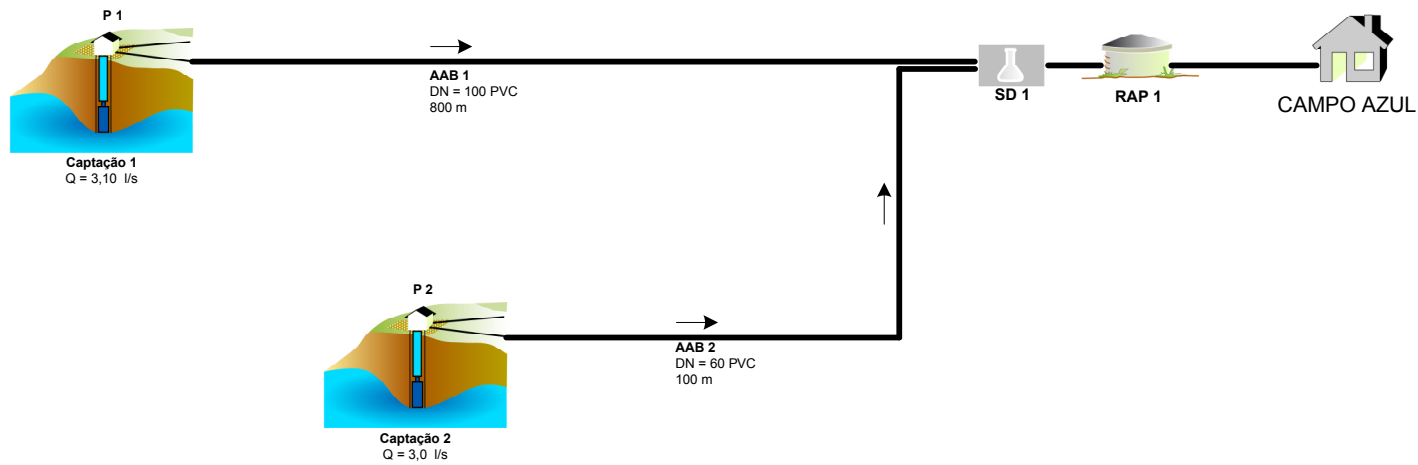 P 1
AAB 1
DN = 100 PVC
800 m
SD 1
RAP 1
CAMPO AZUL
Captação 1
Q = 3,10 l/s
P 2
AAB 2
DN = 60 PVC
100 m
Captação 2
Q = 3,0 l/s